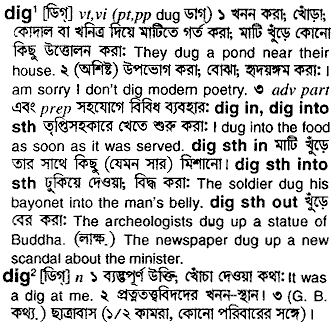 dig¹ [ডিগ্] vt,vi (pt,pp dug ডাগ্) ১ খনন করা; খোঁড়া;
কোদাল বা খনিত্র দিয়ে মাটিতে গর্ত করা; মাটি খুঁড়ে কোনো
কিছু উত্তোলন করা: They dug a pond near their
house. ২ (অশিষ্ট) উপভোগ করা; বোঝা; হৃদয়ঙ্গম করা: I
am sorry I don't dig modern poetry. ৩ adv part
এবং prep সহযোগে বিবিধ ব্যবহার: dig in, dig into
sth তৃপ্তিসহকারে খেতে শুরু করা: I dug into the food
as soon as it was served. dig sth in মাটি খুঁড়ে
তার সাথে কিছু (যেমন সার) মিশানো। dig sth into
sth ঢুকিয়ে দেওয়া; বিদ্ধ করা: The soldier dug his
bayonet into the man's belly. dig sth out খুঁড়ে
বের করা: The archeologists dug up a statue of
Buddha. (লাক্ষ.) The newspaper dug up a new
scandal about the minister.
dig² [ডিগ্] n ১ ব্যঙ্গপূর্ণ উক্তি; খোঁচা দেওয়া কথা: It was
a dig at me. ২ প্রত্নতত্ত্ববিদদের খনন-স্থান। ৩ (G. B.
কথ্য.) ছাত্রাবাস (১/২ কামরা, কোনো পরিবারের সঙ্গে)।